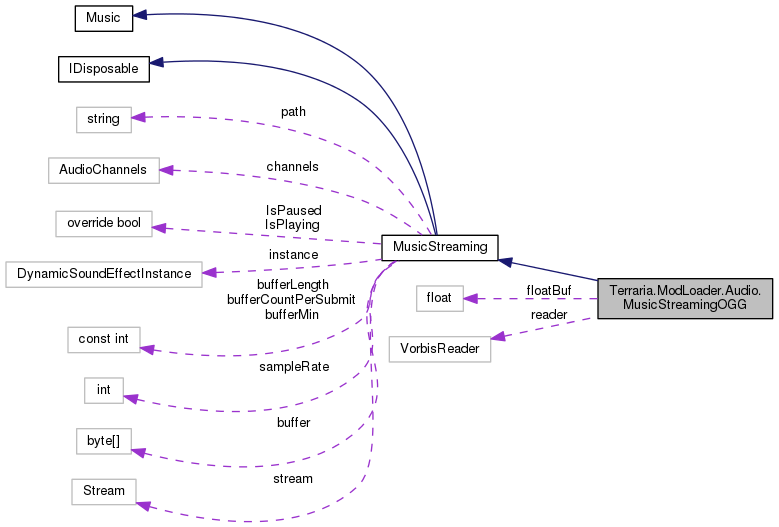 Music
IDisposable
string
path
AudioChannels
channels
override bool
IsPaused
IsPlaying
MusicStreaming
DynamicSoundEffectInstance
instance
bufferLength
bufferCountPerSubmit
bufferMin
float
floatBuf
Terraria.ModLoader.Audio.
MusicStreamingOGG
reader
const int
VorbisReader
sampleRate
int
buffer
byte[]
stream
Stream